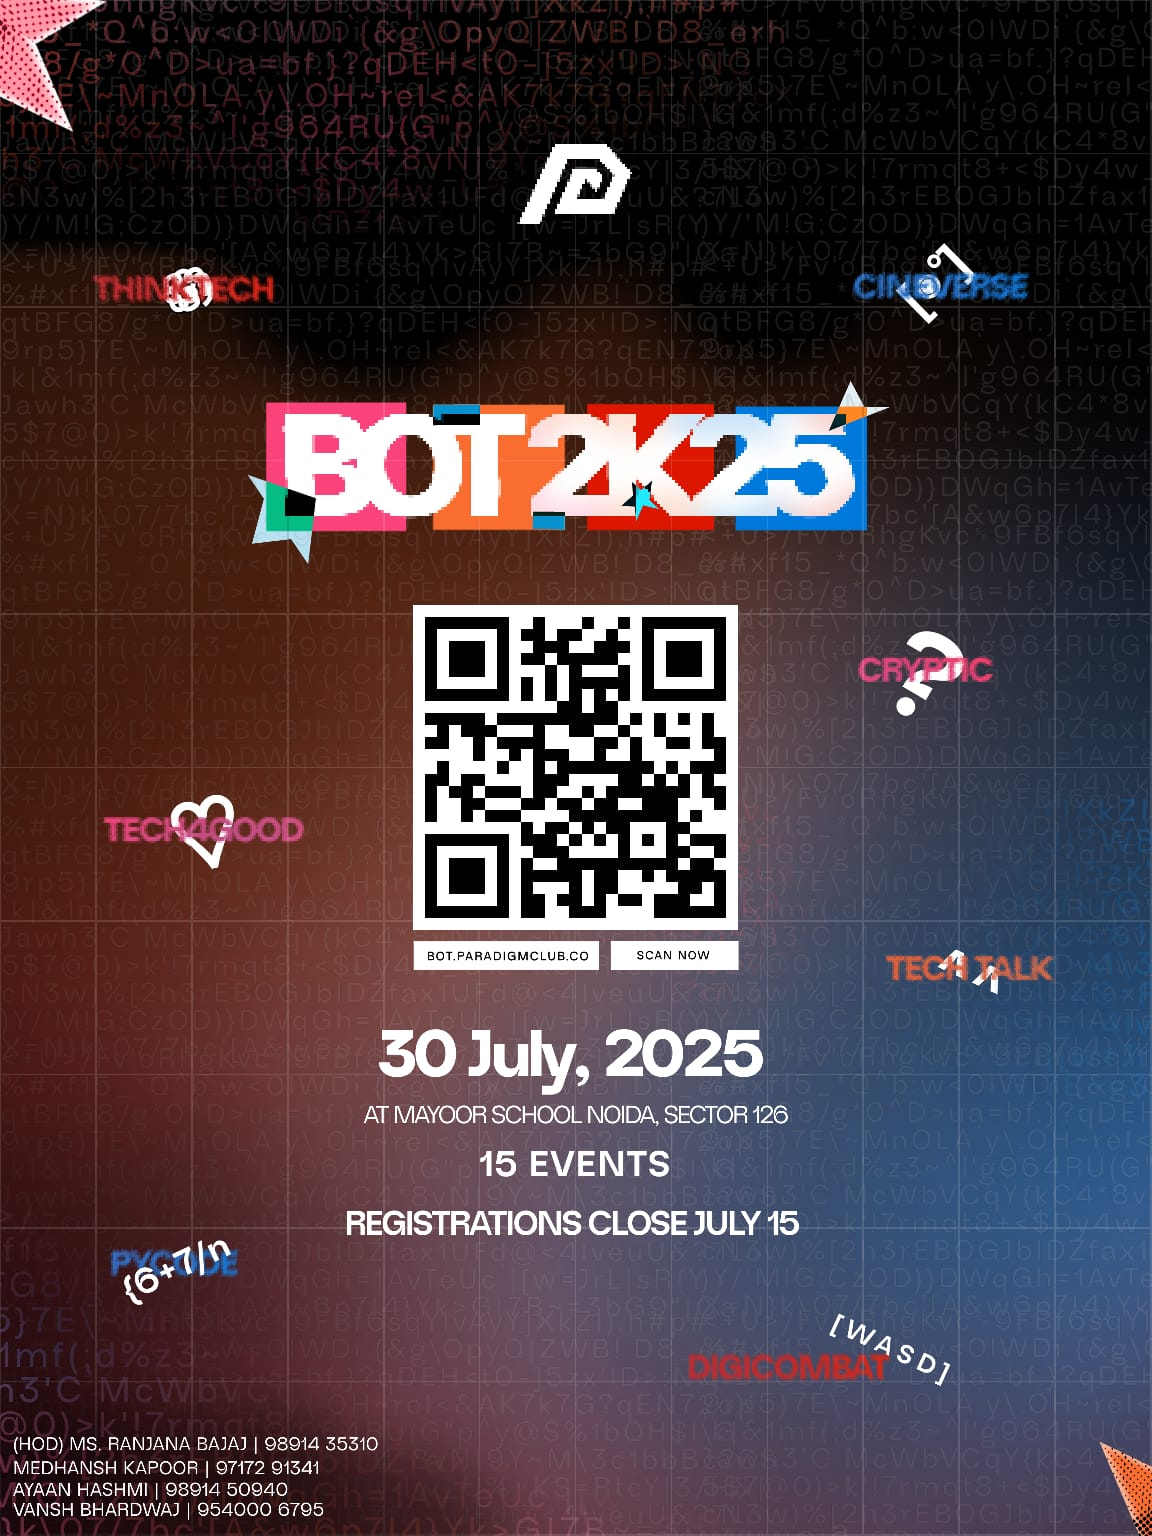 THINKTECH
CINEVERSE
BOT 2K25
CRYPTIC
TECH4GOOD
BOT.PARADIGMCLUB.CO
SCAN NOW
TECH TALK
30 July, 2025
AT MAYOOR SCHOOL NOIDA, SECTOR 126
15 EVENTS
REGISTRATIONS CLOSE JULY 15
PYCODE
{6+7/n
[WASD]
DIGICOMBAT
(HOD) MS. RANJANA BAJAJ | 98914 35310
MEDHANSH KAPOOR | 97172 91341
AYAAN HASHMI | 98914 50940
VANSH BHARDWAJ | 954000 6795